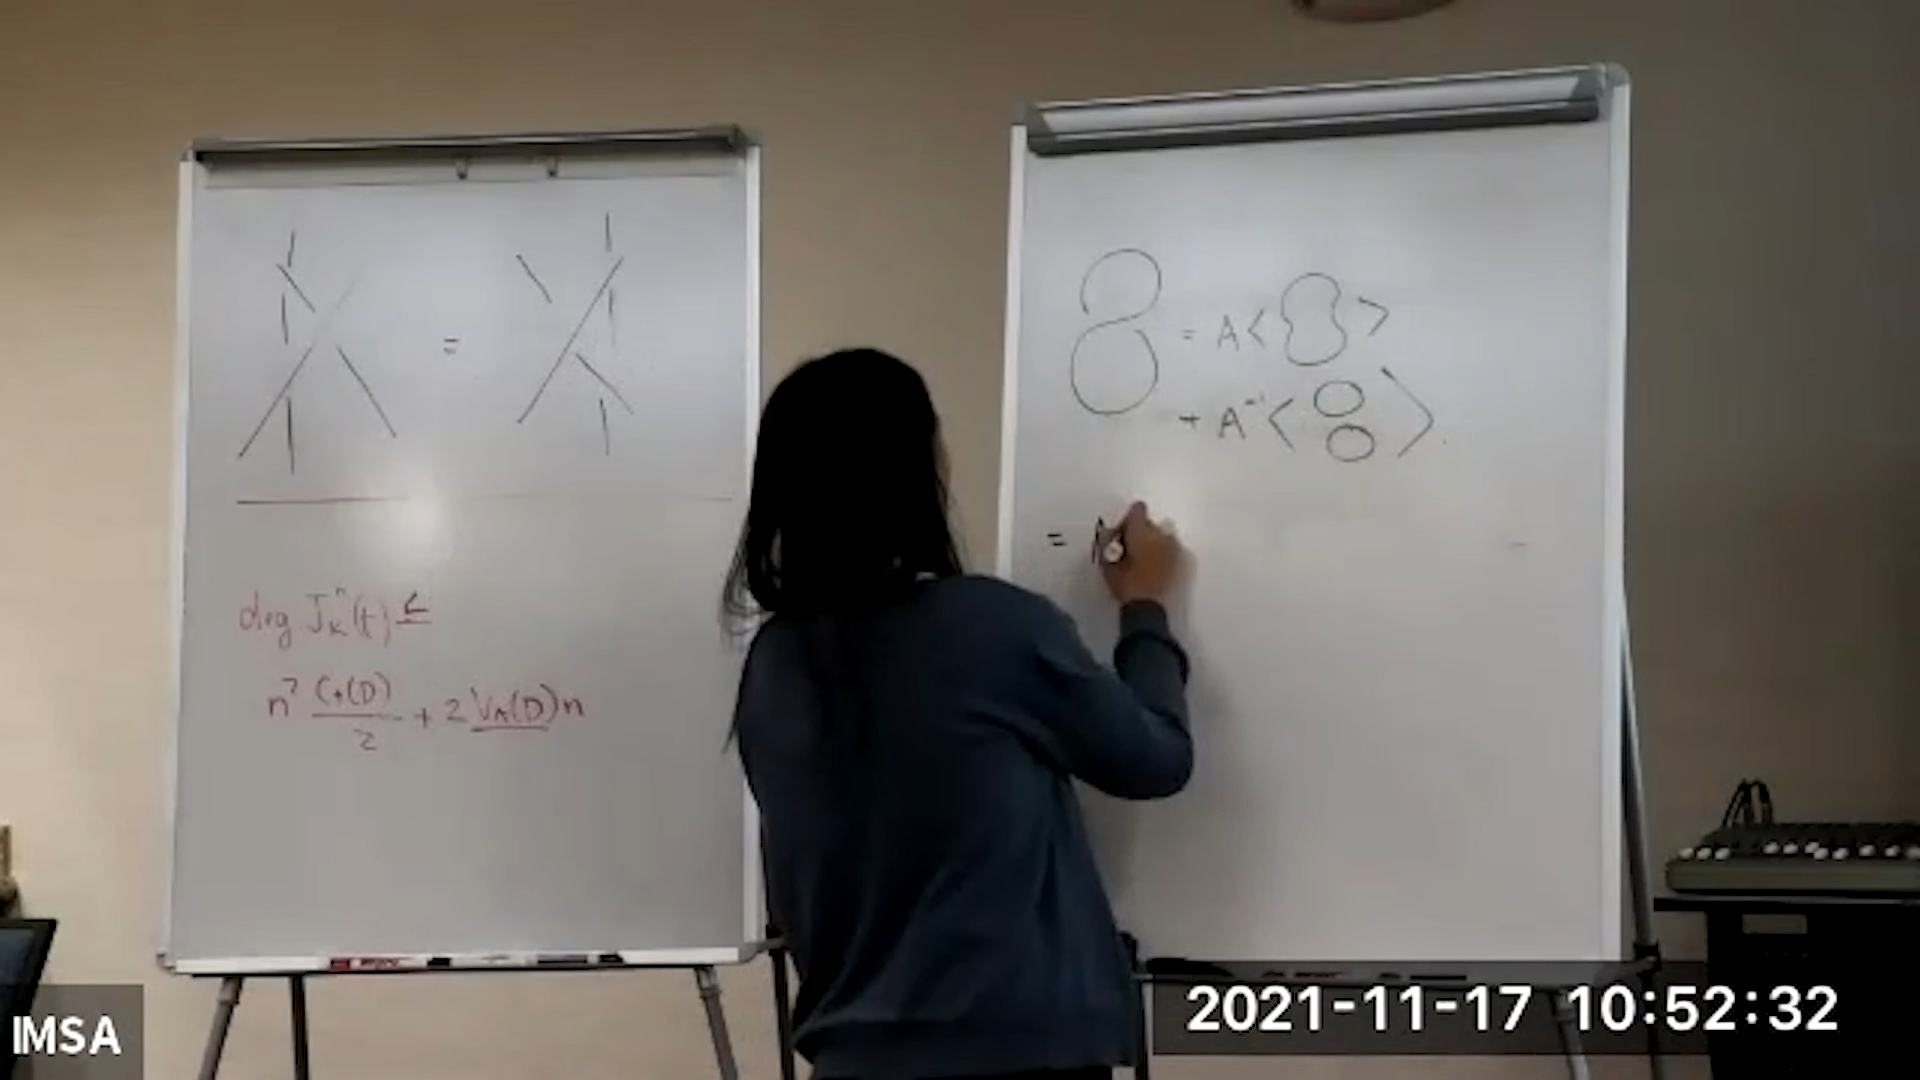 =
deg J_K^n(t) ≤
n² C+(D)/2 + 2 V_A(D) n
= A < >
+ A⁻¹ < >
= A
IMSA
2021-11-17 10:52:32